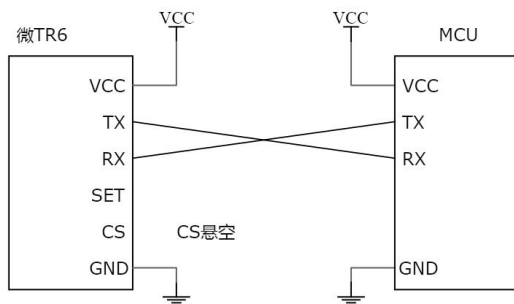 VCC
VCC
微TR6
MCU
VCC
VCC
TX
TX
RX
RX
SET
CS
CS悬空
GND
GND